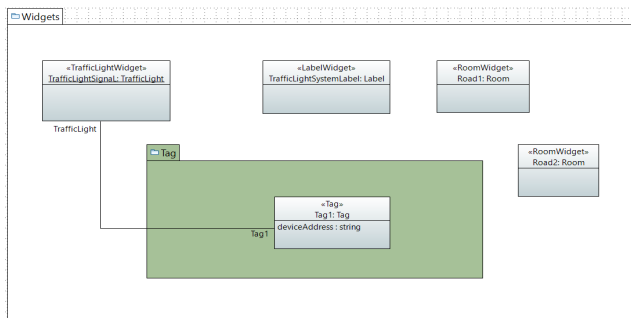 Widgets
«TrafficLightWidget»
TrafficLightSignaL: TrafficLight
«LabelWidget»
TrafficLightSystemLabel: Label
«RoomWidget»
Road1: Room
TrafficLight
Tag
«RoomWidget»
Road2: Room
«Tag»
Tag1: Tag
deviceAddress : string
Tag1